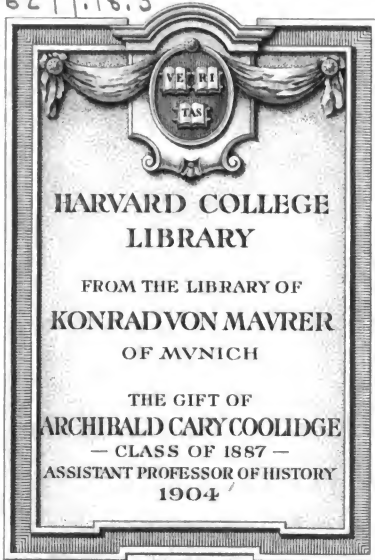 VE RI
TAS
HARVARD COLLEGE
LIBRARY
FROM THE LIBRARY OF
KONRAD VON MAVRER
OF MVNICH
THE GIFT OF
ARCHIBALD CARY COOLIDGE
— CLASS OF 1887 —
ASSISTANT PROFESSOR OF HISTORY
1904